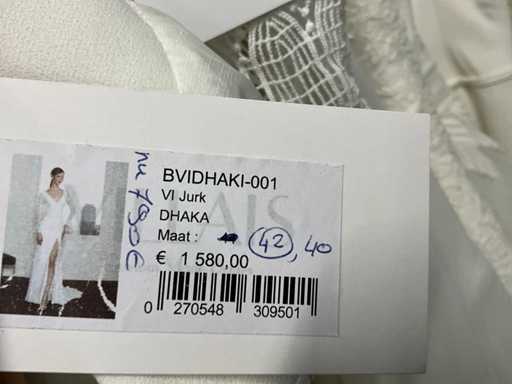 BVIDHAKI-001
VI Jurk
DHAKA
Maat : 42, 40
€ 1 580,00
0 270548 309501
nu 790€